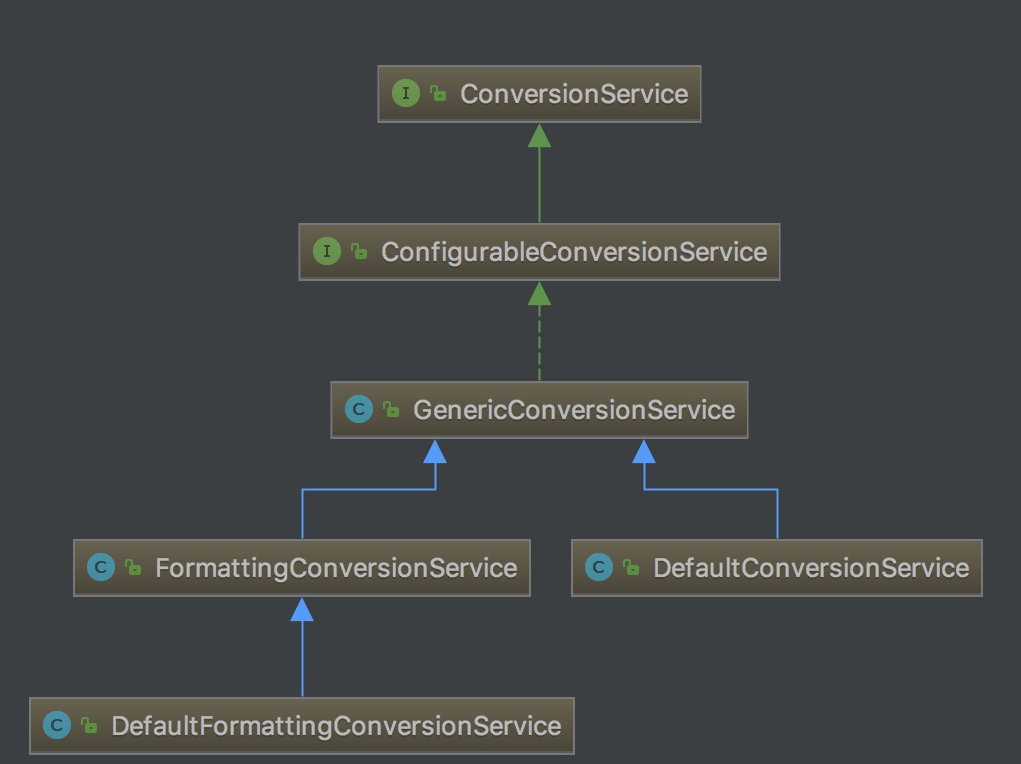 I ConversionService
I ConfigurableConversionService
C GenericConversionService
C FormattingConversionService
C DefaultConversionService
C DefaultFormattingConversionService